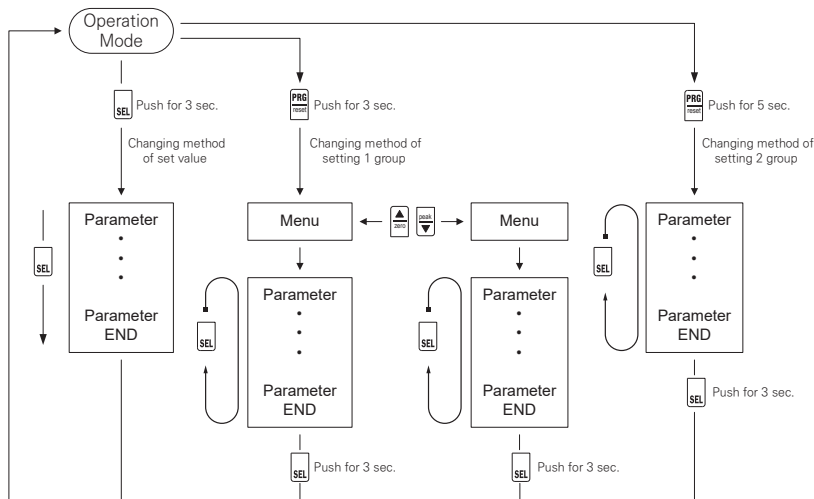 Operation
Mode
SEL
Push for 3 sec.
Changing method
of set value
PRG
reset
Push for 3 sec.
Changing method of
setting 1 group
PRG
reset
Push for 5 sec.
Changing method of
setting 2 group
SEL
Parameter
Parameter
END
Menu
zero
peak
Menu
SEL
Parameter
Parameter
END
SEL
Parameter
Parameter
END
SEL
Parameter
Parameter
END
SEL
Push for 3 sec.
SEL
Push for 3 sec.
SEL
Push for 3 sec.